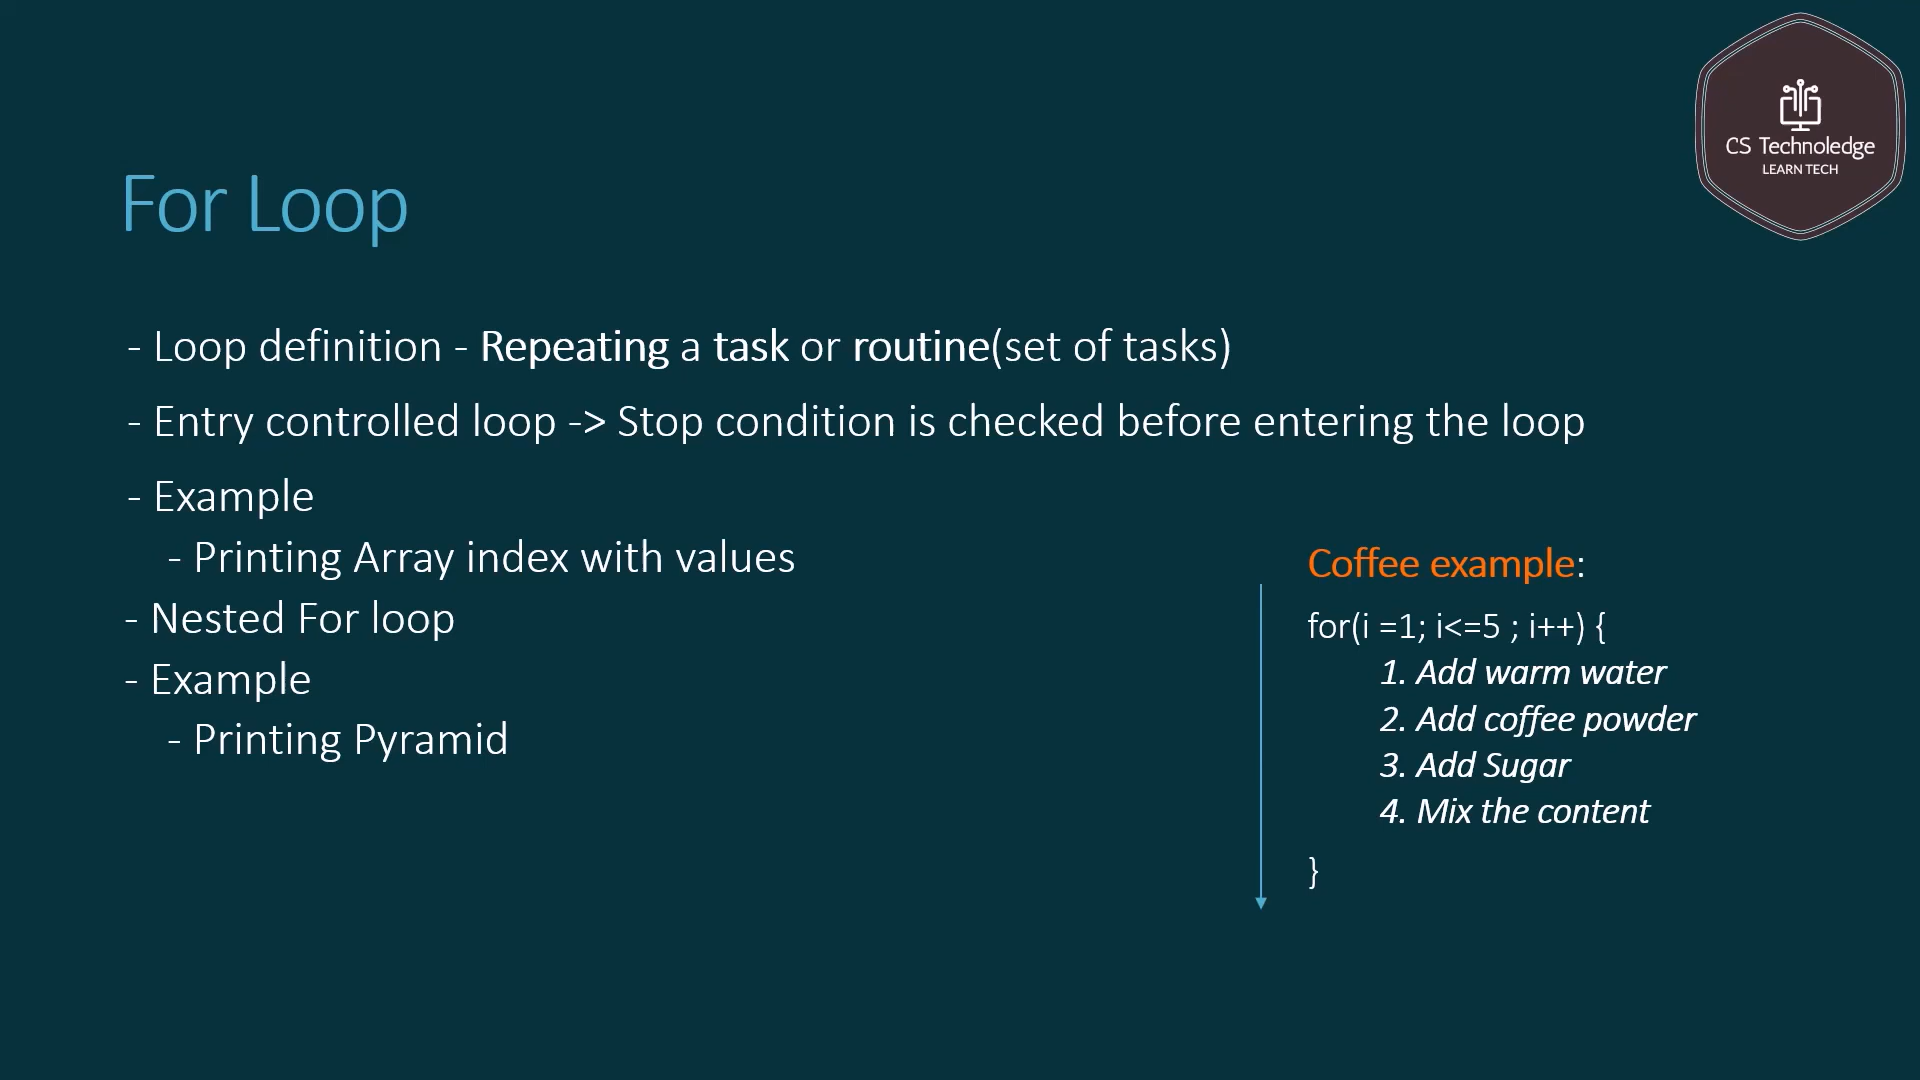 CS Technoledge
LEARN TECH
For Loop
- Loop definition - Repeating a task or routine(set of tasks)
- Entry controlled loop -> Stop condition is checked before entering the loop
- Example
- Printing Array index with values
- Nested For loop
- Example
- Printing Pyramid
Coffee example:
for(i =1; i<=5 ; i++) {
1. Add warm water
2. Add coffee powder
3. Add Sugar
4. Mix the content
}